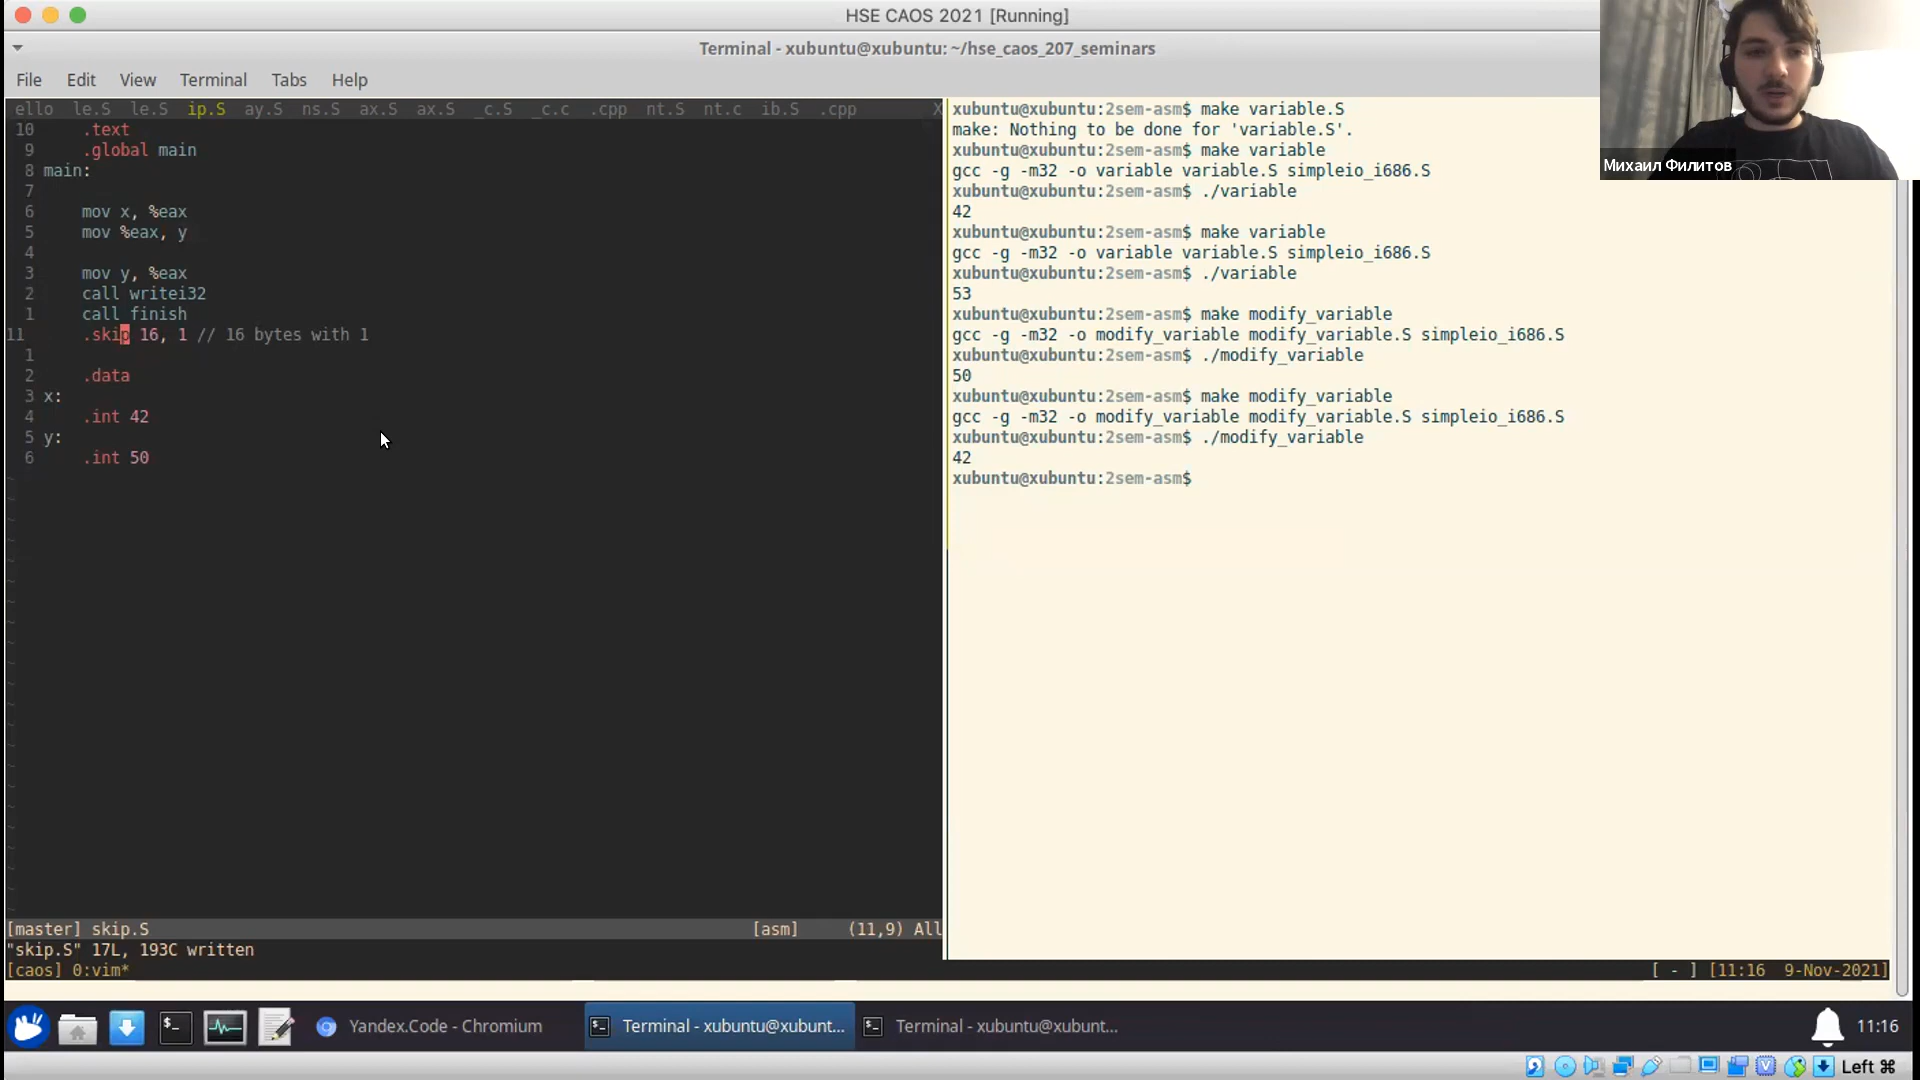 HSE CAOS 2021 [Running]
Terminal - xubuntu@xubuntu: ~/hse_caos_207_seminars
File Edit View Terminal Tabs Help
ello le.S le.S ip.S ay.S ns.S ax.S ax.S _c.S _c.c .cpp nt.S nt.c ib.S .cpp X
10 .text
9 .global main
8 main:
7
6 mov x, %eax
5 mov %eax, y
4
3 mov y, %eax
2 call writei32
1 call finish
11 .skip 16, 1 // 16 bytes with 1
1
2 .data
3 x:
4 .int 42
5 y:
6 .int 50
[master] skip.S [asm] (11,9) All
"skip.S" 17L, 193C written
[caos] 0:vim*
xubuntu@xubuntu:2sem-asm$ make variable.S
make: Nothing to be done for 'variable.S'.
xubuntu@xubuntu:2sem-asm$ make variable
gcc -g -m32 -o variable variable.S simpleio_i686.S
xubuntu@xubuntu:2sem-asm$ ./variable
42
xubuntu@xubuntu:2sem-asm$ make variable
gcc -g -m32 -o variable variable.S simpleio_i686.S
xubuntu@xubuntu:2sem-asm$ ./variable
53
xubuntu@xubuntu:2sem-asm$ make modify_variable
gcc -g -m32 -o modify_variable modify_variable.S simpleio_i686.S
xubuntu@xubuntu:2sem-asm$ ./modify_variable
50
xubuntu@xubuntu:2sem-asm$ make modify_variable
gcc -g -m32 -o modify_variable modify_variable.S simpleio_i686.S
xubuntu@xubuntu:2sem-asm$ ./modify_variable
42
xubuntu@xubuntu:2sem-asm$
[ - ] [11:16 9-Nov-2021]
Михаил Филитов
Yandex.Code - Chromium
Terminal - xubuntu@xubunt...
Terminal - xubuntu@xubunt...
11:16
Left ⌘